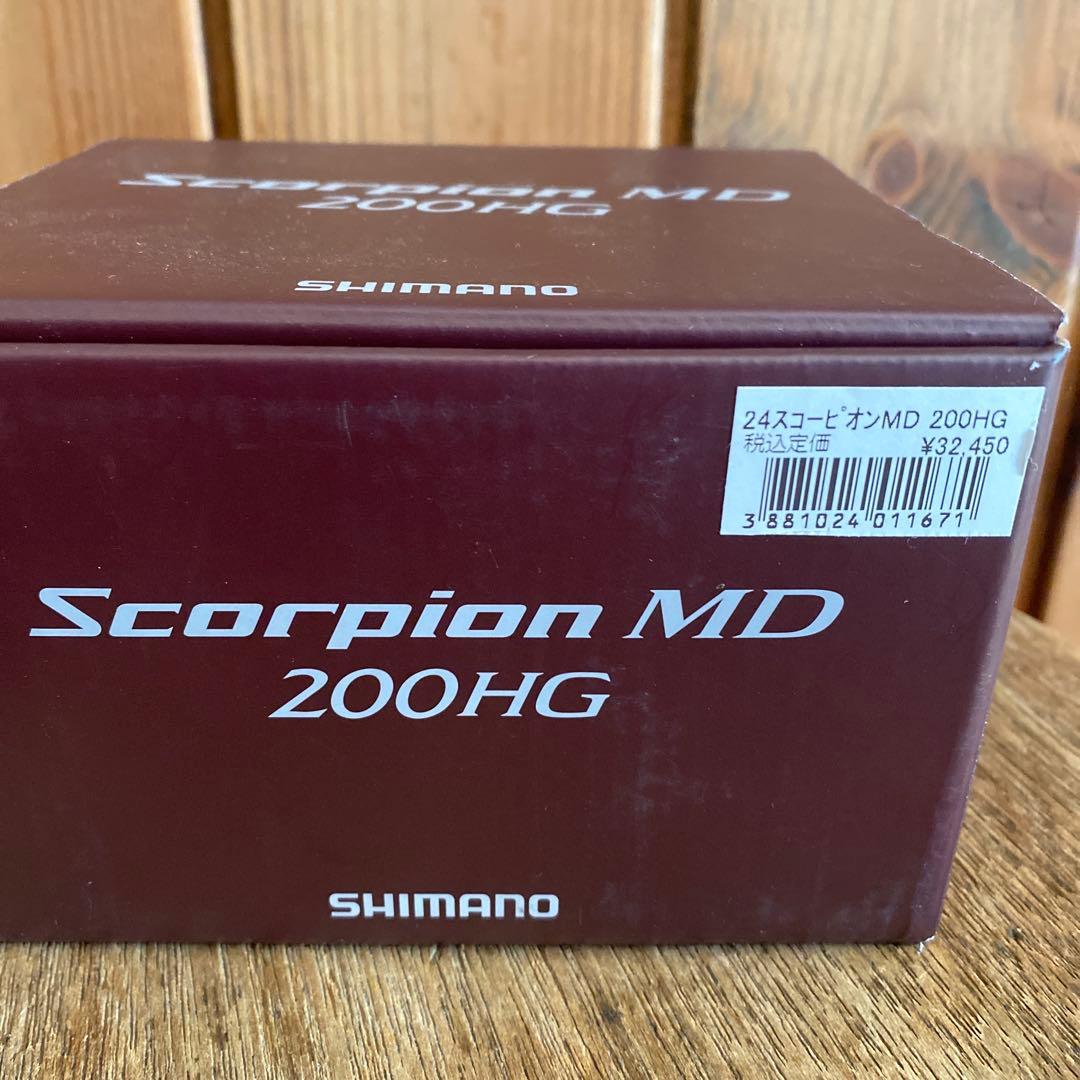 Scorpion MD
200HG
SHIMANO
24スコーピオンMD 200HG
税込定価 ¥32,450
3 881024 011671
Scorpion MD
200HG
SHIMANO